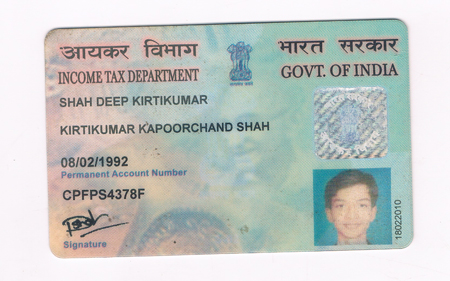 आयकर विभाग
भारत सरकार
INCOME TAX DEPARTMENT
GOVT. OF INDIA
SHAH DEEP KIRTIKUMAR
KIRTIKUMAR KAPOORCHAND SHAH
08/02/1992
Permanent Account Number
CPFPS4378F
Signature
18022010